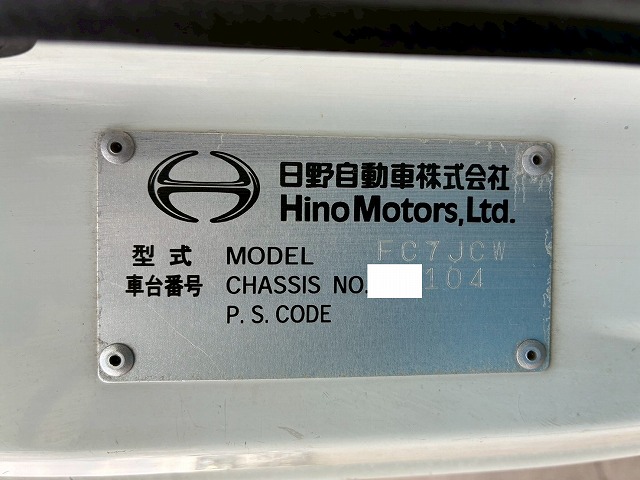 日野自動車株式会社
Hino Motors, Ltd.
型式 MODEL FC7JCW
車台番号 CHASSIS NO. 104
P. S. CODE